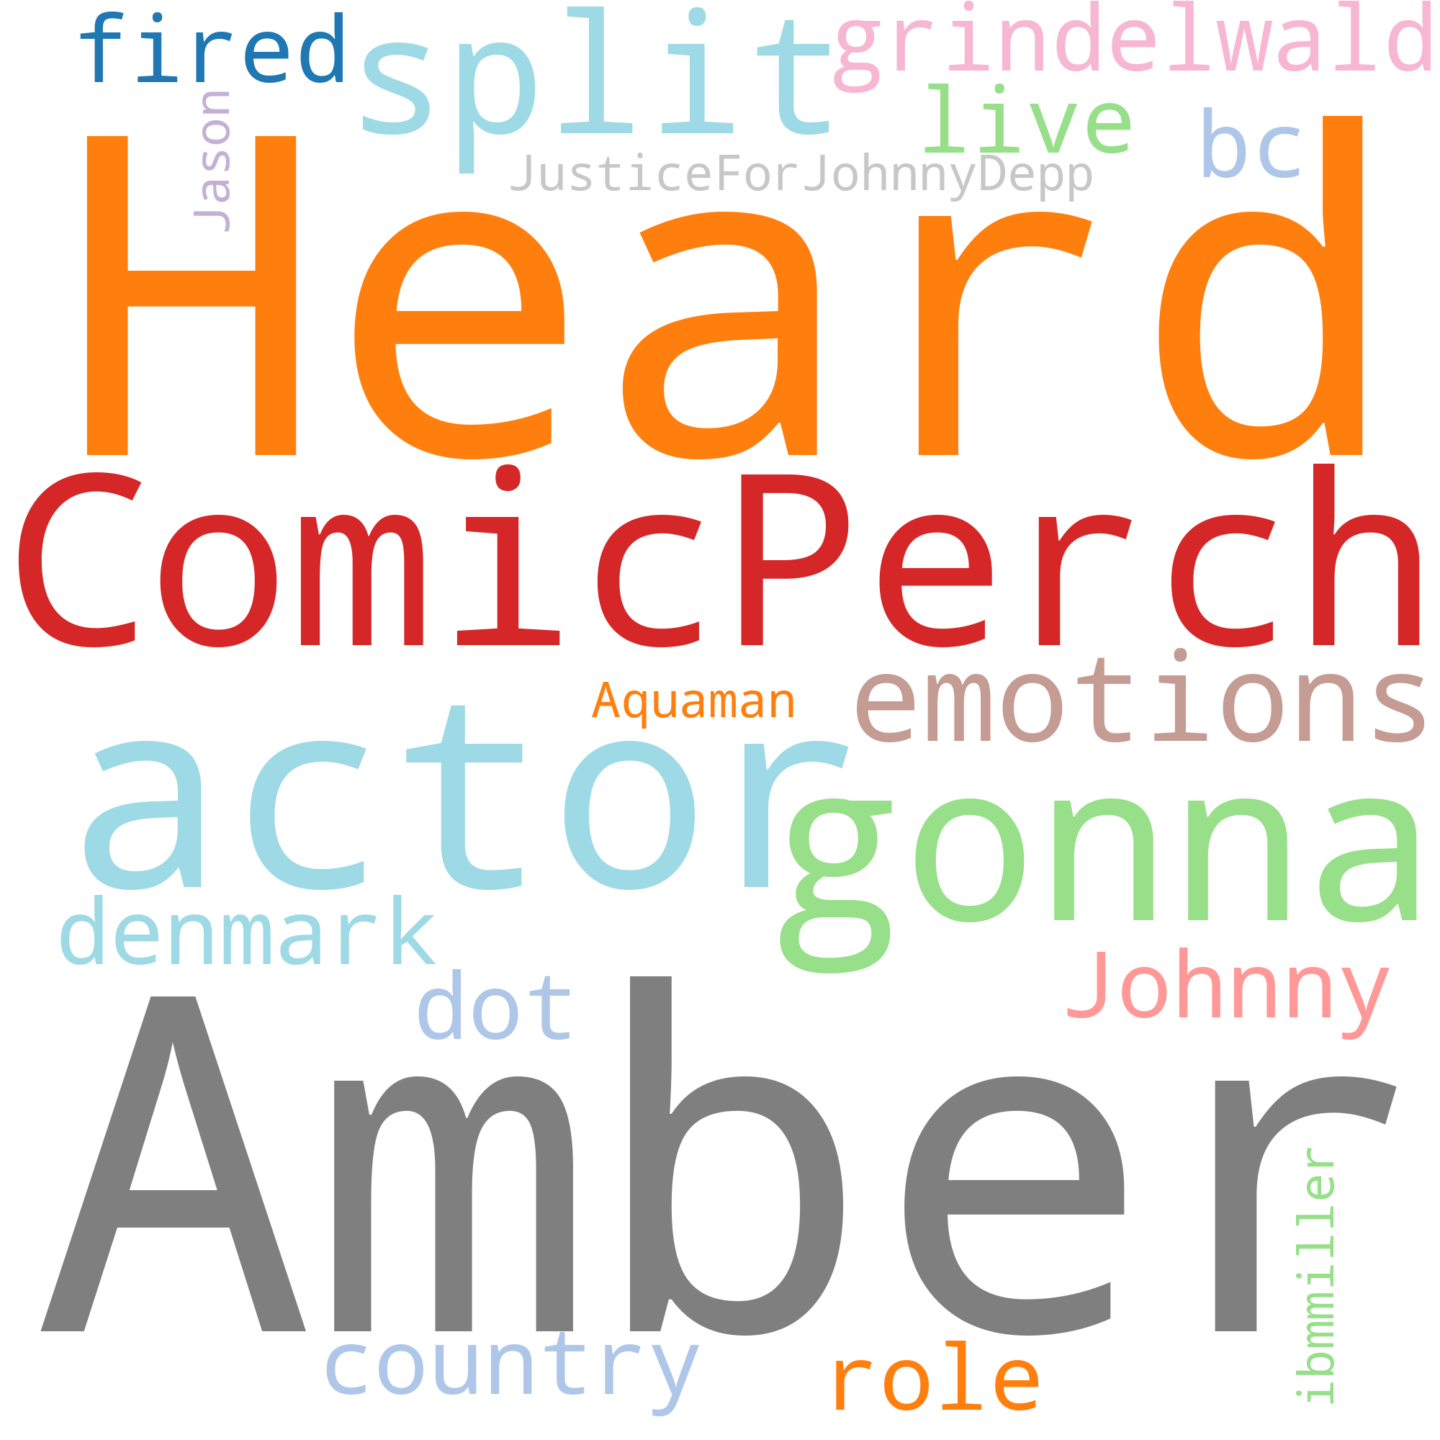 fired split grindelwald
Jason live bc
JusticeForJohnnyDepp
Heard
ComicPerch
Aquaman emotions
actor gonna
denmark
dot Johnny
Amber
ibmmiller
country role